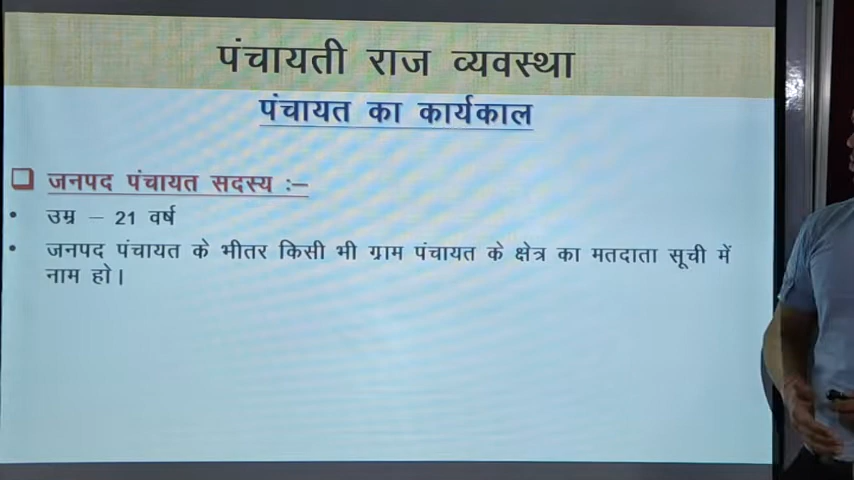 पंचायती राज व्यवस्था
पंचायत का कार्यकाल
जनपद पंचायत सदस्य :–
• उम्र – 21 वर्ष
• जनपद पंचायत के भीतर किसी भी ग्राम पंचायत के क्षेत्र का मतदाता सूची में
नाम हो।